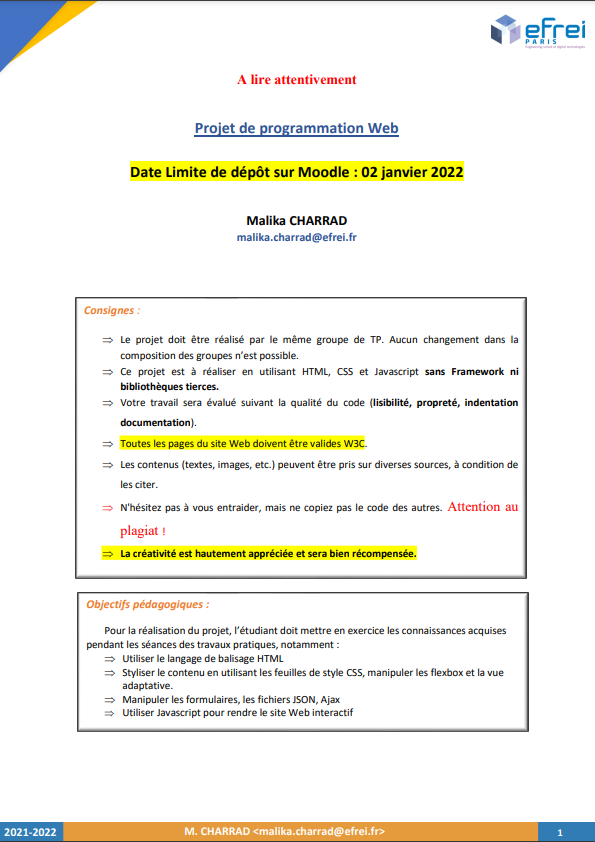 efrei
PARIS
Engineering school of digital technologies
A lire attentivement
Projet de programmation Web
Date Limite de dépôt sur Moodle : 02 janvier 2022
Malika CHARRAD
malika.charrad@efrei.fr
Consignes :
⇒ Le projet doit être réalisé par le même groupe de TP. Aucun changement dans la
composition des groupes n’est possible.
⇒ Ce projet est à réaliser en utilisant HTML, CSS et Javascript sans Framework ni
bibliothèques tierces.
⇒ Votre travail sera évalué suivant la qualité du code (lisibilité, propreté, indentation
documentation).
⇒ Toutes les pages du site Web doivent être valides W3C.
⇒ Les contenus (textes, images, etc.) peuvent être pris sur diverses sources, à condition de
les citer.
⇒ N'hésitez pas à vous entraider, mais ne copiez pas le code des autres. Attention au
plagiat !
⇒ La créativité est hautement appréciée et sera bien récompensée.
Objectifs pédagogiques :
Pour la réalisation du projet, l’étudiant doit mettre en exercice les connaissances acquises
pendant les séances des travaux pratiques, notamment :
⇒ Utiliser le langage de balisage HTML
⇒ Styliser le contenu en utilisant les feuilles de style CSS, manipuler les flexbox et la vue
adaptative.
⇒ Manipuler les formulaires, les fichiers JSON, Ajax
⇒ Utiliser Javascript pour rendre le site Web interactif
2021-2022 M. CHARRAD <malika.charrad@efrei.fr> 1